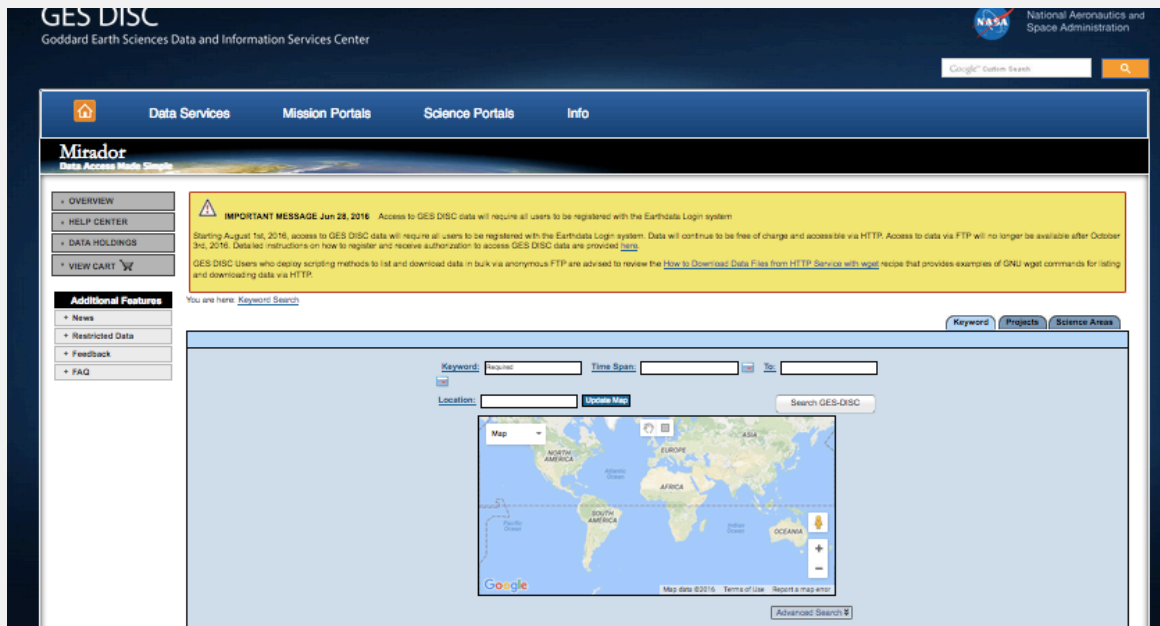 GES DISC
Goddard Earth Sciences Data and Information Services Center
NASA
National Aeronautics and
Space Administration
Google™ Custom Search
Data Services
Mission Portals
Science Portals
Info
Mirador
Data Access Made Simple
+ OVERVIEW
+ HELP CENTER
+ DATA HOLDINGS
+ VIEW CART
Additional Features
+ News
+ Restricted Data
+ Feedback
+ FAQ
IMPORTANT MESSAGE Jun 28, 2016 Access to GES DISC data will require all users to be registered with the Earthdata Login system
Starting August 1st, 2016, access to GES DISC data will require all users to be registered with the Earthdata Login system. Data will continue to be free of charge and accessible via HTTP. Access to data via FTP will no longer be available after October
3rd, 2016. Detailed instructions on how to register and receive authorization to access GES DISC data are provided here.
GES DISC Users who deploy scripting methods to list and download data in bulk via anonymous FTP are advised to review the How to Download Data Files from HTTP Service with wget recipe that provides examples of GNU wget commands for listing
and downloading data via HTTP.
You are here: Keyword Search
Keyword Projects Science Areas
Keyword: Required Time Span: To:
Location: Update Map Search GES-DISC
Map
ASIA
NORTH
AMERICA
EUROPE
Atlantic
Ocean
AFRICA
SOUTH
AMERICA
Pacific
Ocean
Indian
Ocean
OCEANIA
+
−
Google
Map data ©2016 Terms of Use Report a map error
Advanced Search